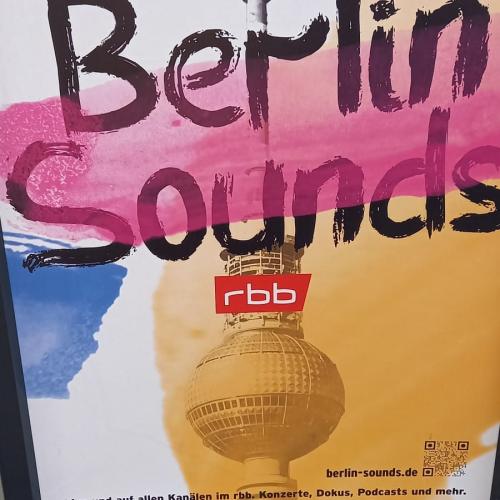 Berlin
Sounds
rbb
berlin-sounds.de
und auf allen Kanälen im rbb. Konzerte, Dokus, Podcasts und mehr.